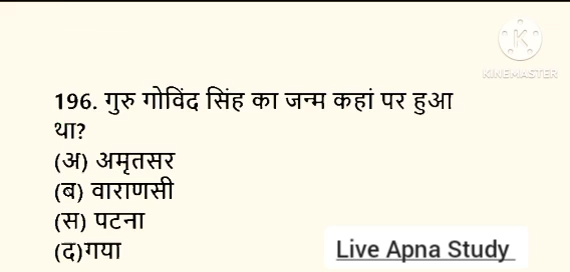 KINEMASTER
196. गुरु गोविंद सिंह का जन्म कहां पर हुआ
था?
(अ) अमृतसर
(ब) वाराणसी
(स) पटना
(द)गया
Live Apna Study